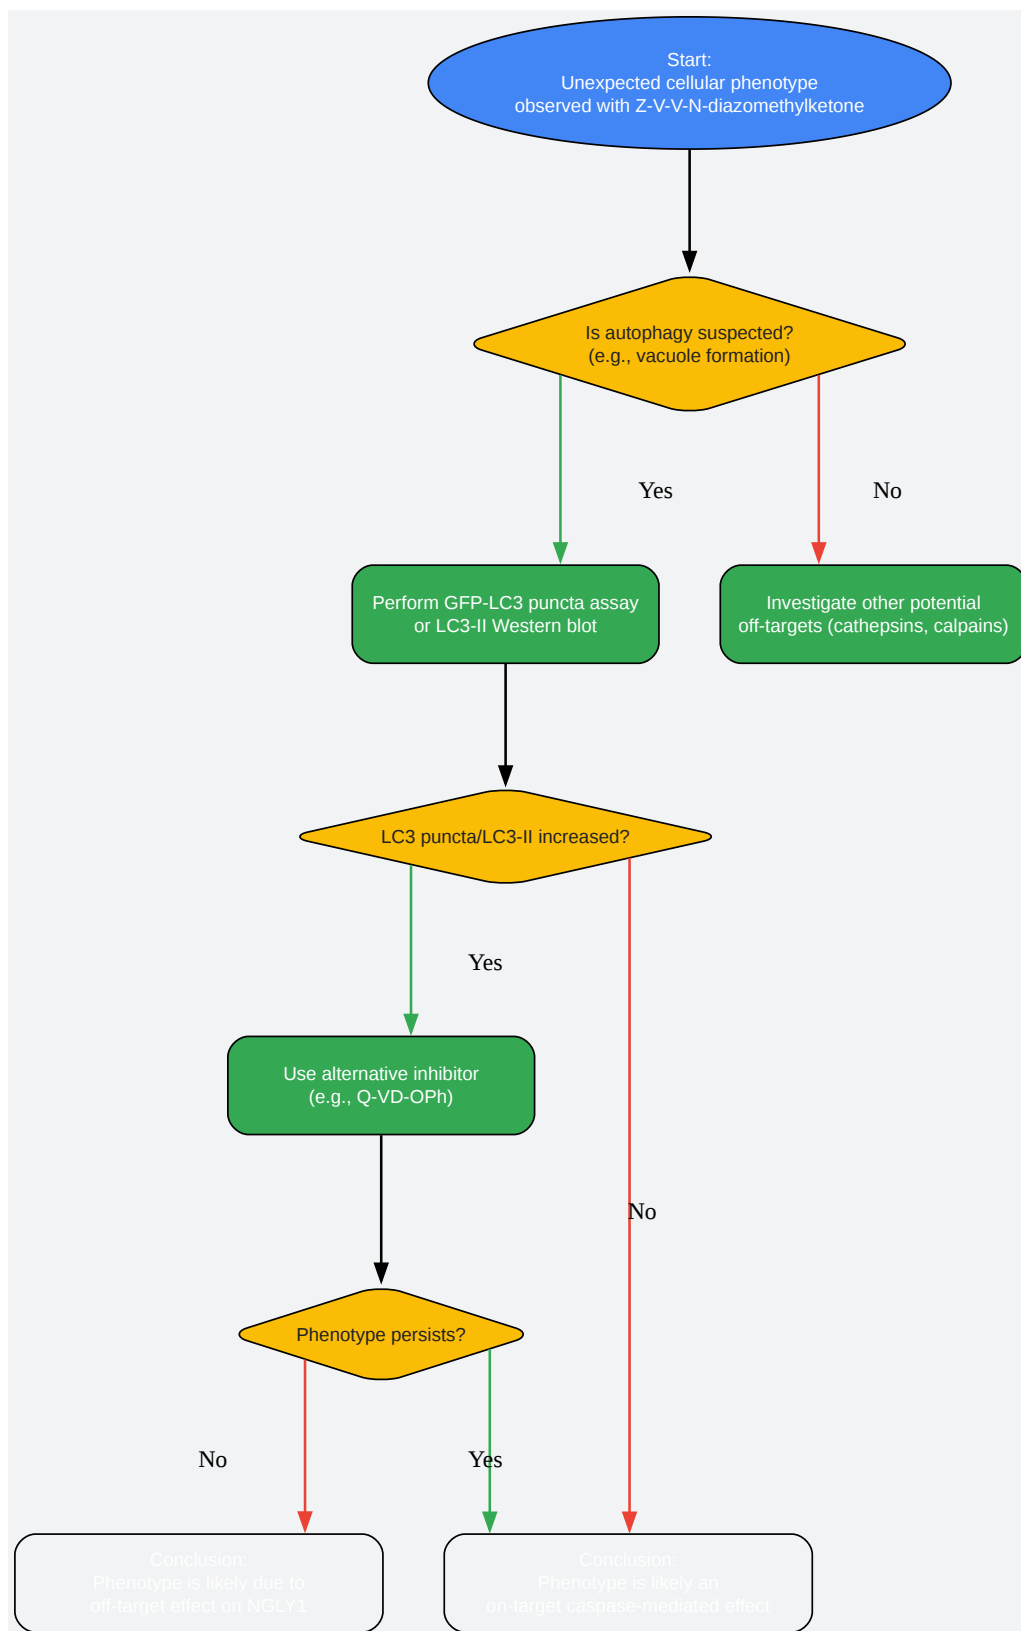 Start:
Unexpected cellular phenotype
observed with Z-V-V-N-diazomethylketone
Is autophagy suspected?
(e.g., vacuole formation)
Yes
No
Perform GFP-LC3 puncta assay
or LC3-II Western blot
Investigate other potential
off-targets (cathepsins, calpains)
LC3 puncta/LC3-II increased?
Yes
Use alternative inhibitor
(e.g., Q-VD-OPh)
No
Phenotype persists?
No
Yes
Conclusion:
Phenotype is likely due to
off-target effect on NGLY1
Conclusion:
Phenotype is likely an
on-target caspase-mediated effect